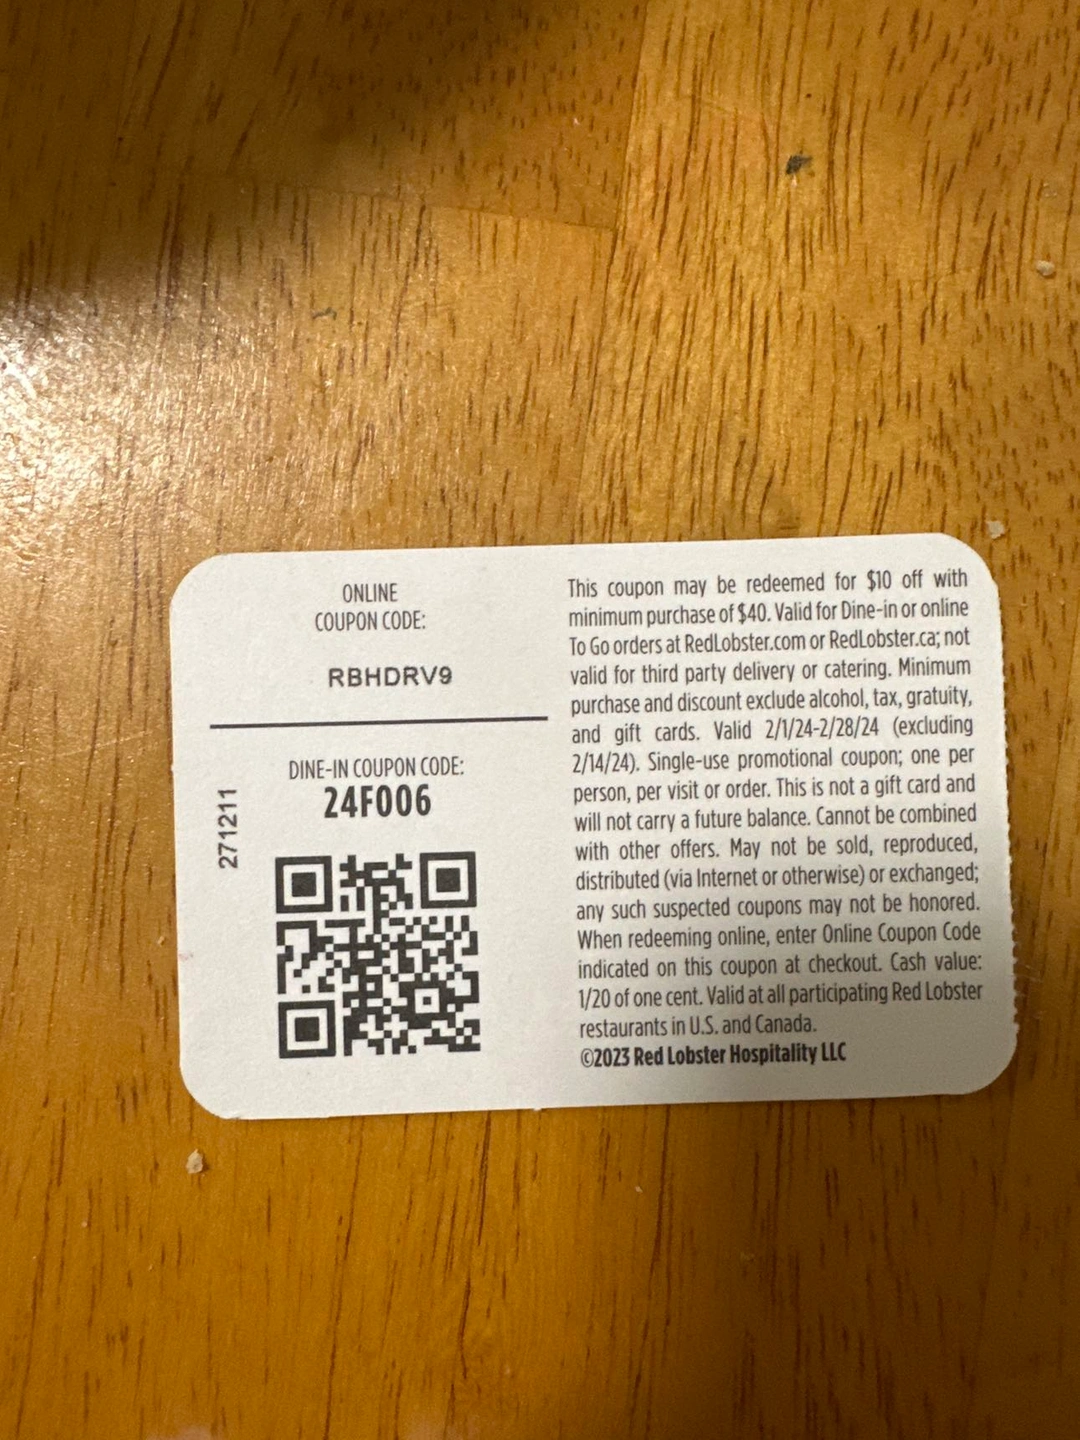 ONLINE
COUPON CODE:
RBHDRV9
DINE-IN COUPON CODE:
24F006
271211
This coupon may be redeemed for $10 off with
minimum purchase of $40. Valid for Dine-in or online
To Go orders at RedLobster.com or RedLobster.ca; not
valid for third party delivery or catering. Minimum
purchase and discount exclude alcohol, tax, gratuity,
and gift cards. Valid 2/1/24-2/28/24 (excluding
2/14/24). Single-use promotional coupon; one per
person, per visit or order. This is not a gift card and
will not carry a future balance. Cannot be combined
with other offers. May not be sold, reproduced,
distributed (via Internet or otherwise) or exchanged;
any such suspected coupons may not be honored.
When redeeming online, enter Online Coupon Code
indicated on this coupon at checkout. Cash value:
1/20 of one cent. Valid at all participating Red Lobster
restaurants in U.S. and Canada.
©2023 Red Lobster Hospitality LLC